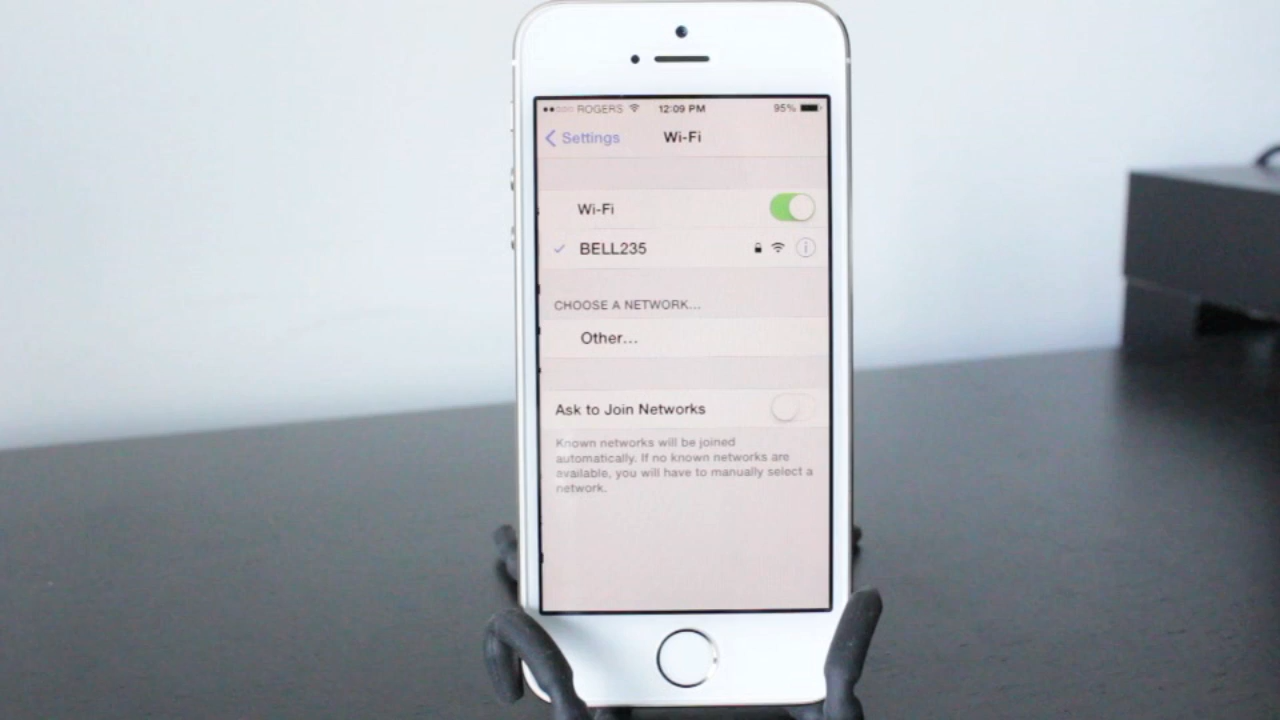 ROGERS 12:09 PM 95%
Settings Wi-Fi
Wi-Fi
BELL235
CHOOSE A NETWORK...
Other...
Ask to Join Networks
Known networks will be joined
automatically. If no known networks are
available, you will have to manually select a
network.